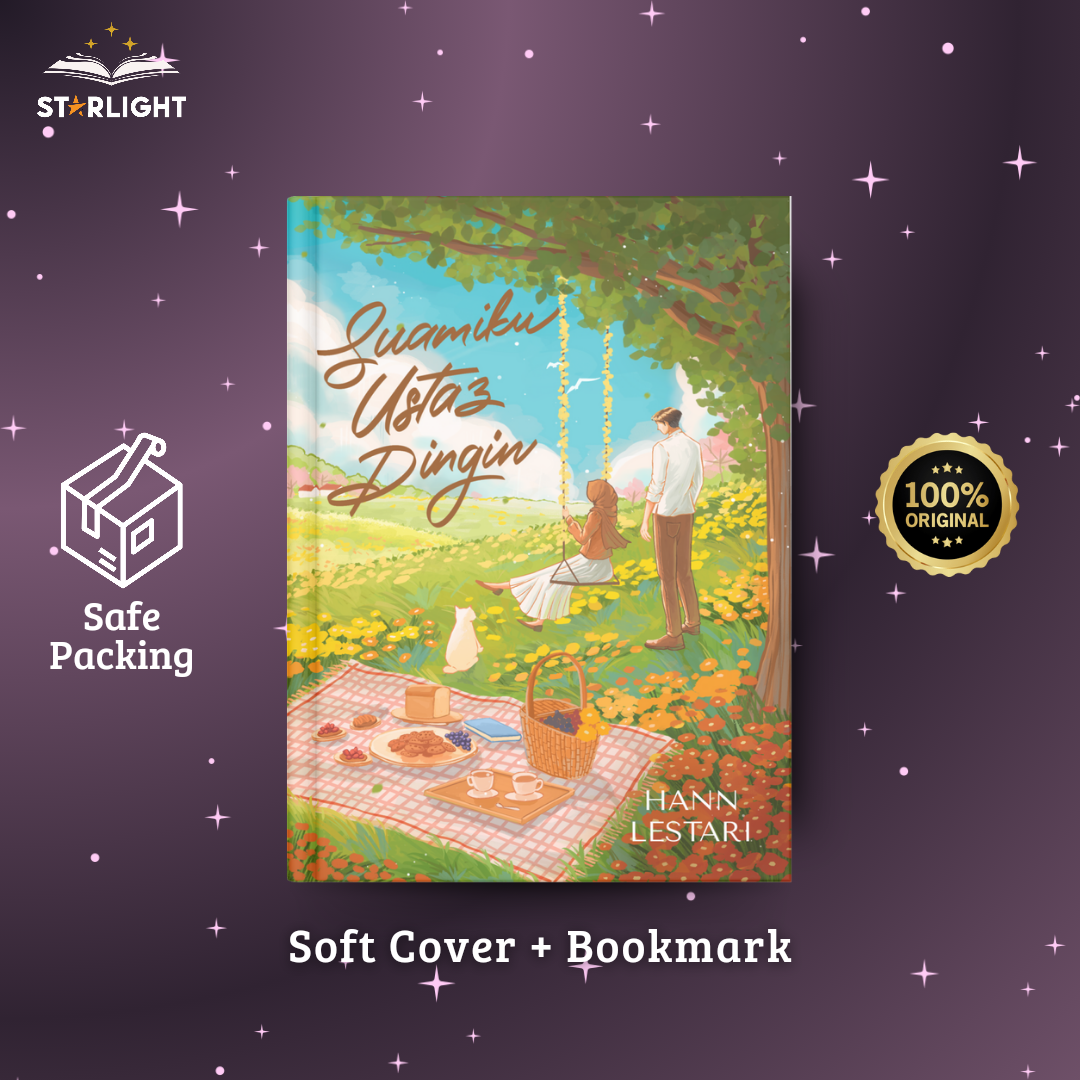 STARLIGHT
Suamiku
Ustaz
Dingin
HANN
LESTARI
Safe
Packing
100%
ORIGINAL
Soft Cover + Bookmark